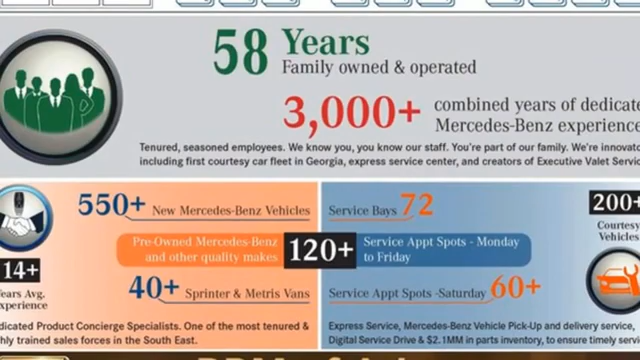 58 Years
Family owned & operated
3,000+ combined years of dedicate
Mercedes-Benz experience
Tenured, seasoned employees. We know you, you know our staff. You're part of our family. We're innovato
including first courtesy car fleet in Georgia, express service center, and creators of Executive Valet Servic
550+ New Mercedes-Benz Vehicles
Pre-Owned Mercedes-Benz
and other quality makes
120+
40+ Sprinter & Metris Vans
14+
Years Avg.
xperience
dicated Product Concierge Specialists. One of the most tenured &
hly trained sales forces in the South East.
Service Bays 72
Service Appt Spots - Monday
to Friday
Service Appt Spots -Saturday 60+
200+
Courtesy
Vehicles
Express Service, Mercedes-Benz Vehicle Pick-Up and delivery service,
Digital Service Drive & $2.1MM in parts inventory, to ensure timely serv